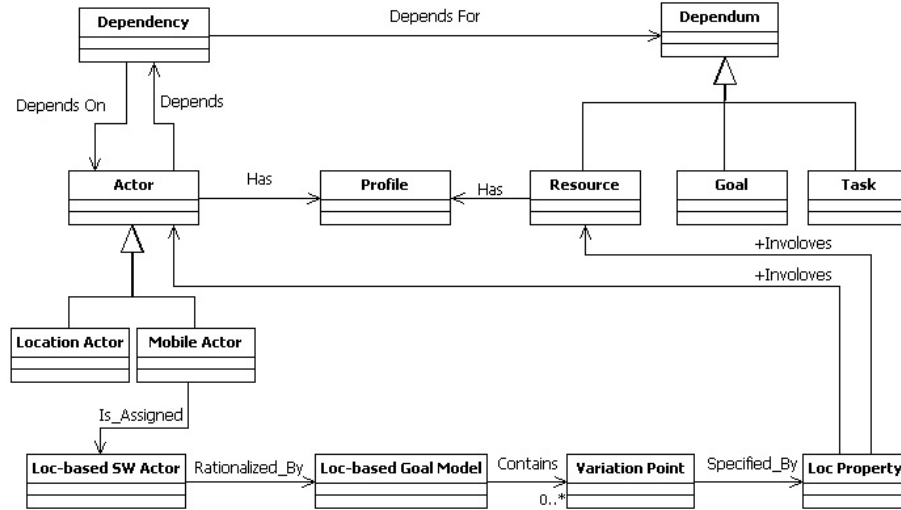 Dependency
Depends For
Dependum
Depends On
Depends
Actor
Has
Profile
Has
Resource
Goal
Task
+Involoves
+Involoves
Location Actor
Mobile Actor
Is_Assigned
Loc-based SW Actor
Rationalized_By
Loc-based Goal Model
Contains
0..*
Variation Point
Specified_By
Loc Property